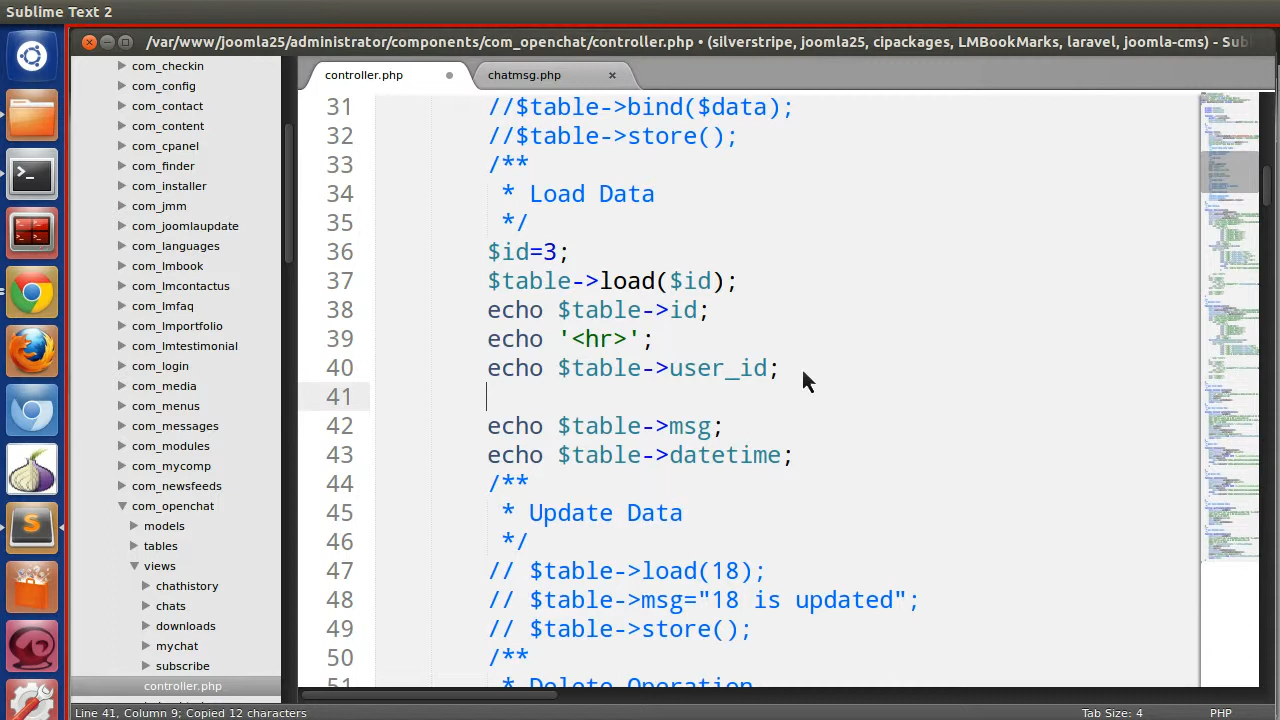 Sublime Text 2
/var/www/joomla25/administrator/components/com_openchat/controller.php • (silverstripe, joomla25, cipackages, LMBookMarks, laravel, joomla-cms) - Sub
controller.php
chatmsg.php
com_checkin
com_config
com_contact
com_content
com_cpanel
com_finder
com_installer
com_jmm
com_joomlaupdate
com_languages
com_lmbook
com_lmcontactus
com_lmfaq
com_lmportfolio
com_lmtestimonial
com_login
com_media
com_menus
com_messages
com_modules
com_mycomp
com_newsfeeds
com_openchat
models
tables
views
chathistory
chats
downloads
mychat
subscribe
controller.php
31 //$table->bind($data);
32 //$table->store();
33 /**
34 * Load Data
35 */
36 $id=3;
37 $table->load($id);
38 echo $table->id;
39 echo '<hr>';
40 echo $table->user_id;
41
42 echo $table->msg;
43 echo $table->datetime;
44 /**
45 * Update Data
46 */
47 // $table->load(18);
48 // $table->msg="18 is updated";
49 // $table->store();
50 /**
51 * Delete Operation
Line 41, Column 9; Copied 12 characters
Tab Size: 4
PHP